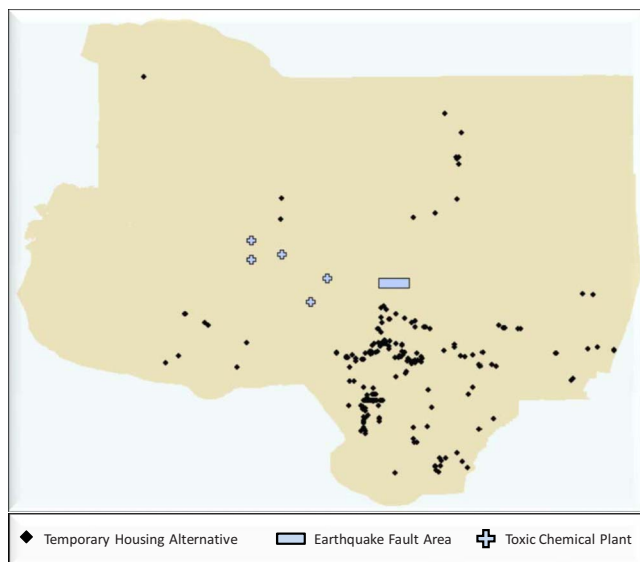 Temporary Housing Alternative
Earthquake Fault Area
Toxic Chemical Plant